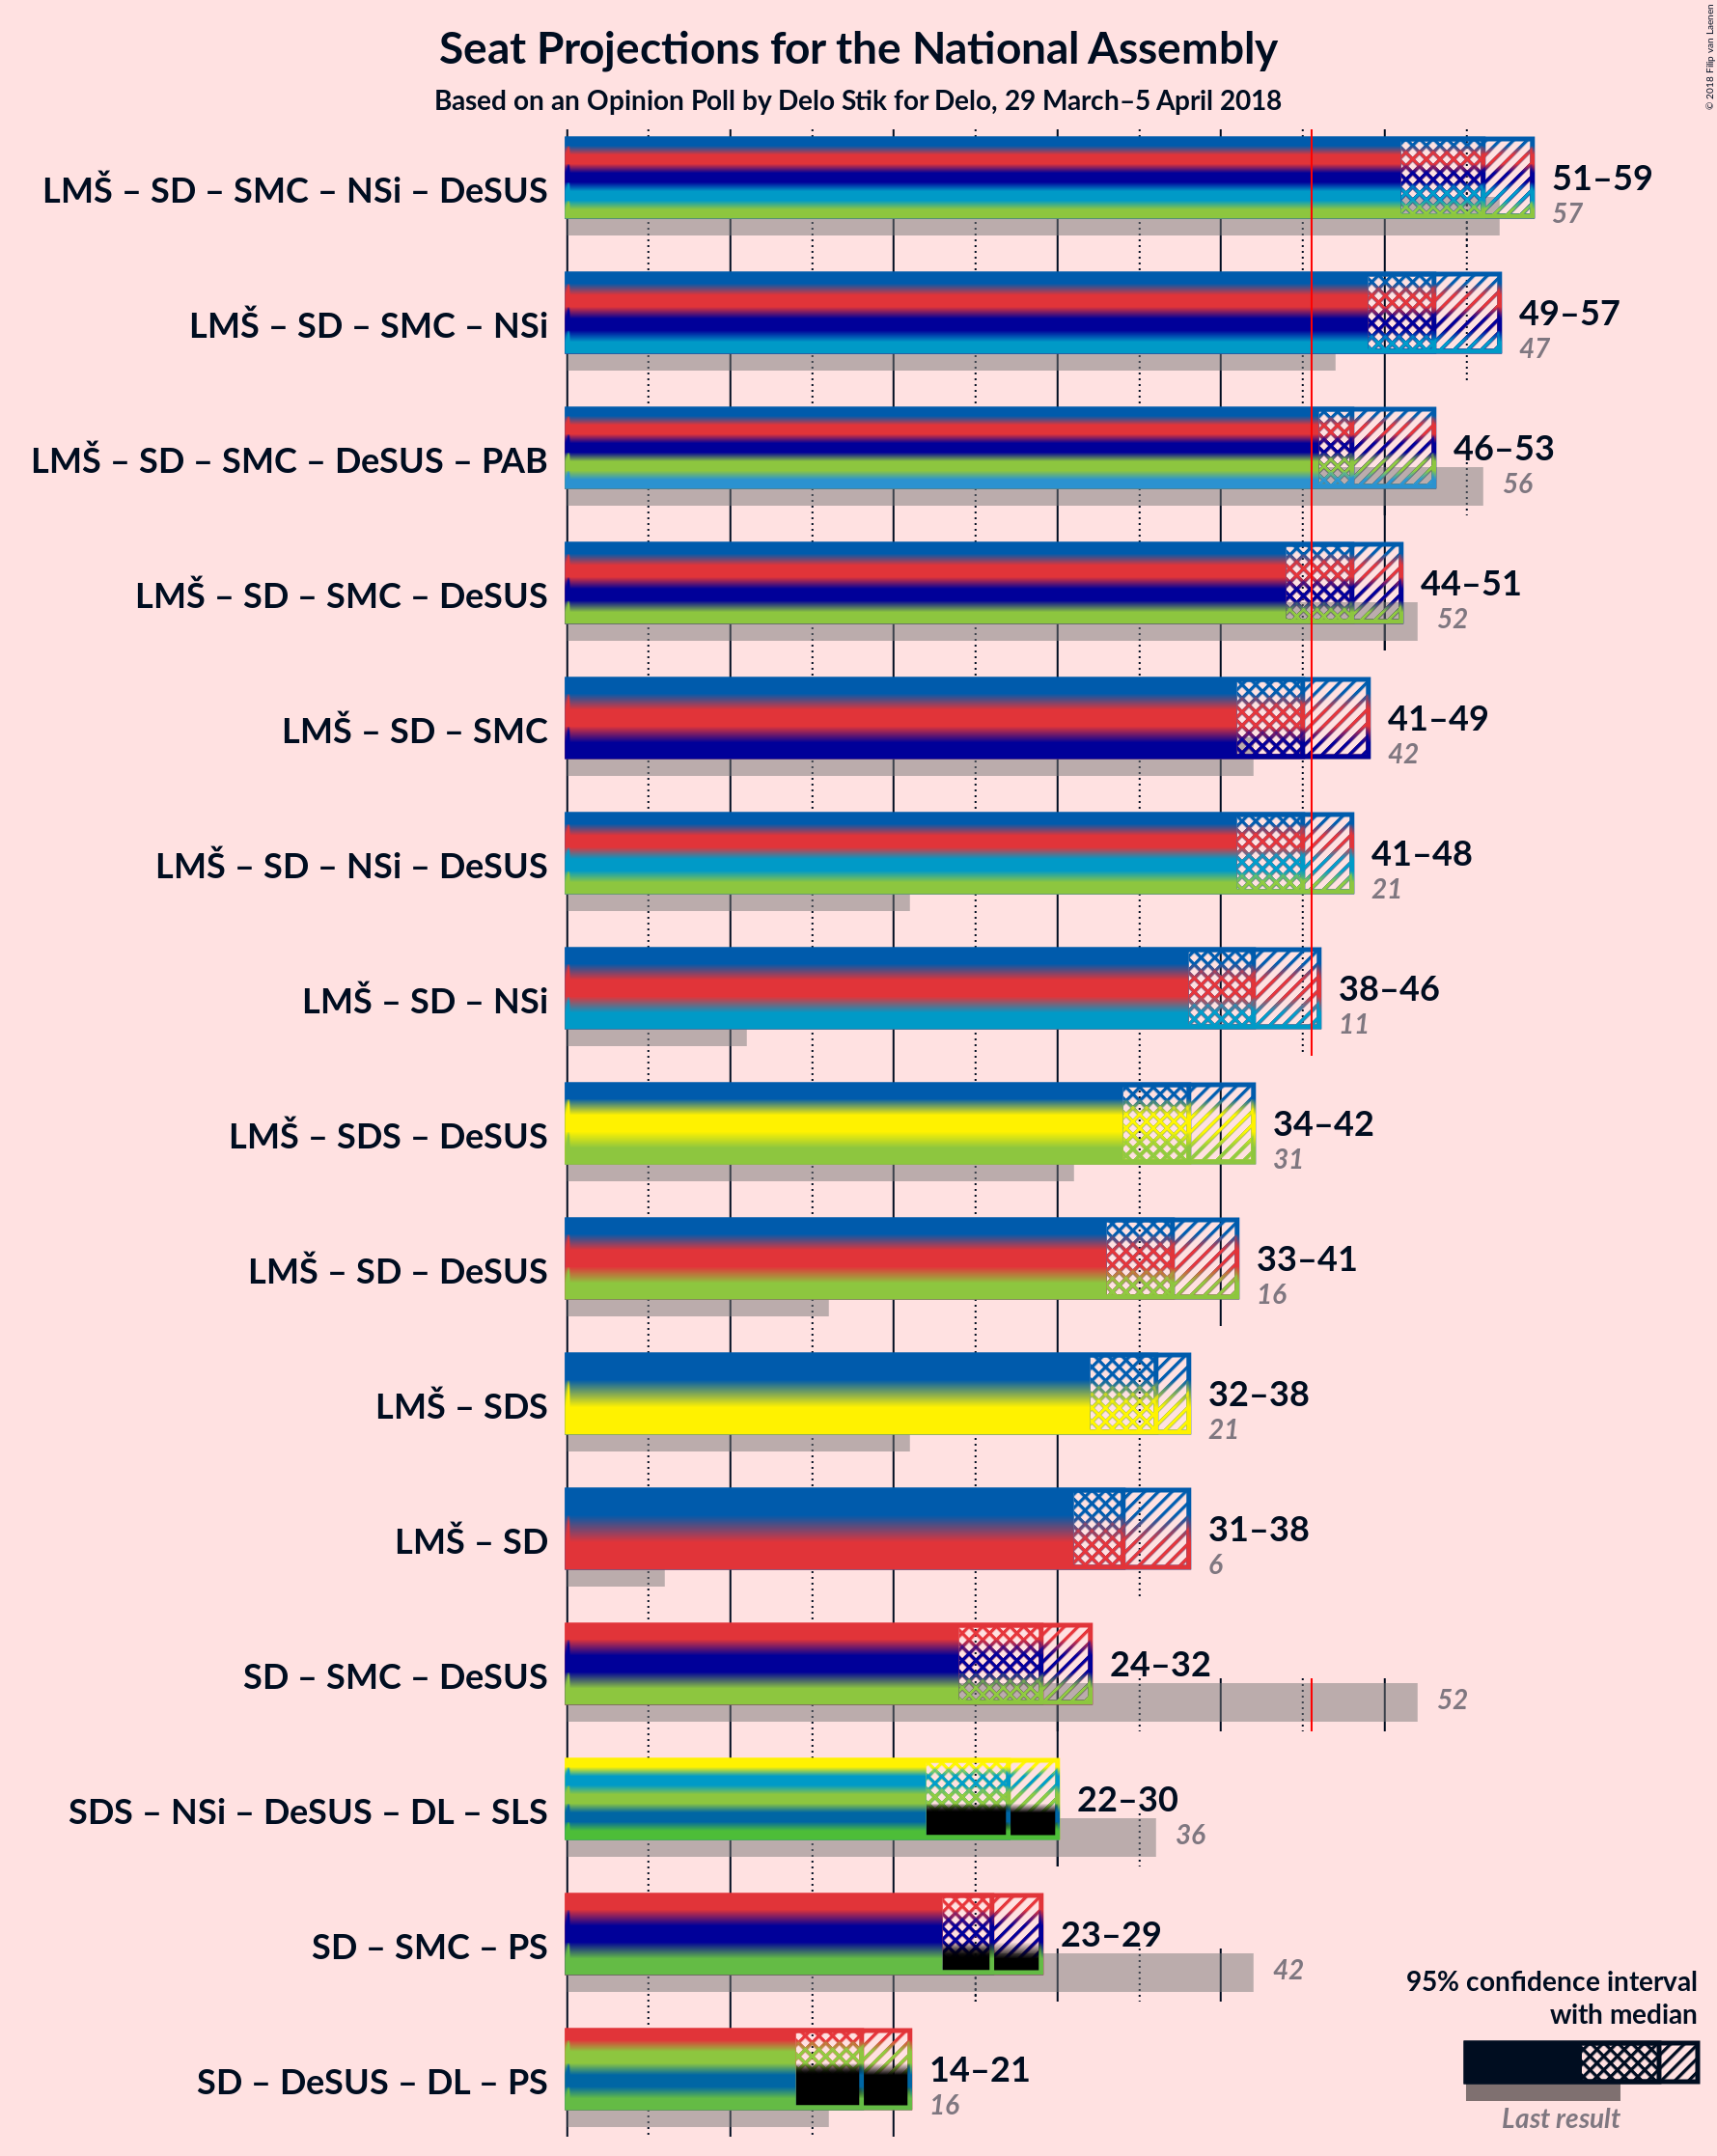 Seat Projections for the National Assembly
Based on an Opinion Poll by Delo Stik for Delo, 29 March–5 April 2018
© 2018 Filip van Laenen
LMŠ – SD – SMC – NSi – DeSUS
51–59
57
LMŠ – SD – SMC – NSi
49–57
47
LMŠ – SD – SMC – DeSUS – PAB
46–53
56
LMŠ – SD – SMC – DeSUS
44–51
52
LMŠ – SD – SMC
41–49
42
LMŠ – SD – NSi – DeSUS
41–48
21
LMŠ – SD – NSi
38–46
11
LMŠ – SDS – DeSUS
34–42
31
LMŠ – SD – DeSUS
33–41
16
LMŠ – SDS
32–38
21
LMŠ – SD
31–38
6
SD – SMC – DeSUS
24–32
52
SDS – NSi – DeSUS – DL – SLS
22–30
36
SD – SMC – PS
23–29
42
SD – DeSUS – DL – PS
14–21
16
95% confidence interval
with median
Last result